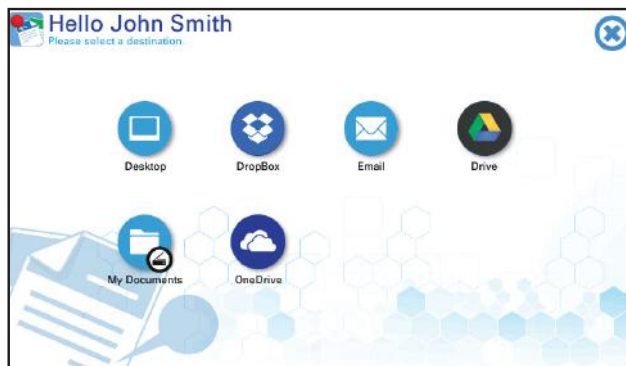 Hello John Smith
Please select a destination.
Desktop
DropBox
Email
Drive
My Documents
OneDrive